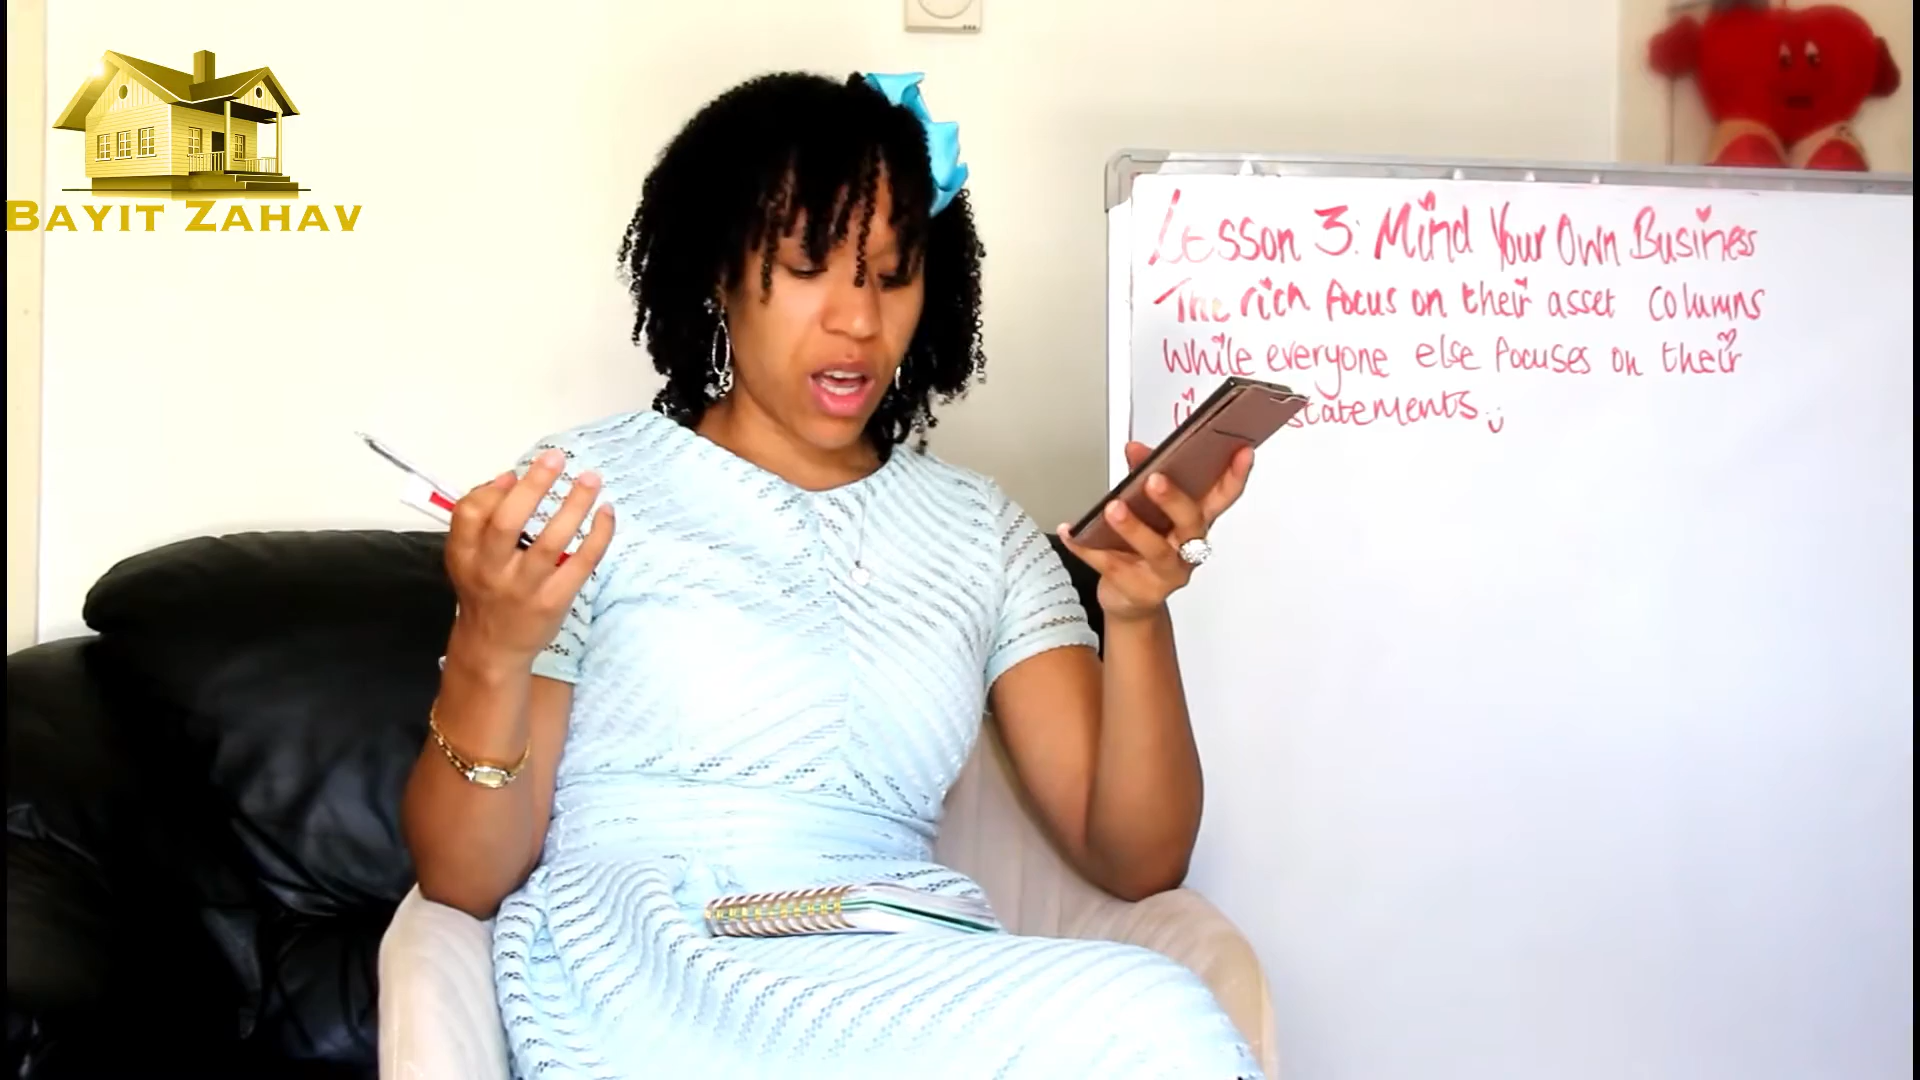 BAYIT ZAHAV
Lesson 3: Mind Your Own Business
The rich focus on their asset columns
While everyone else focuses on their
statements